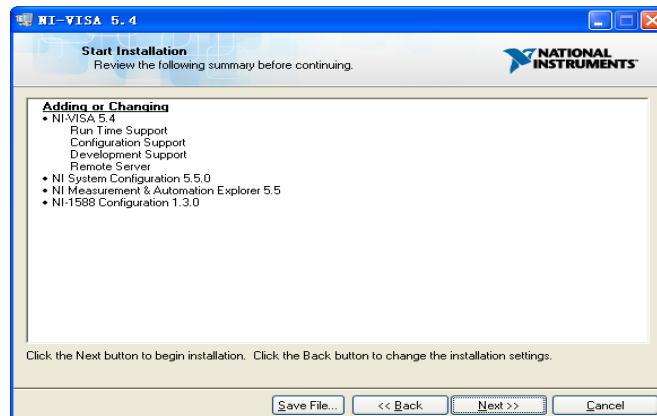 NI-VISA 5.4
Start Installation
Review the following summary before continuing.
NATIONAL
INSTRUMENTS
Adding or Changing
• NI-VISA 5.4
Run Time Support
Configuration Support
Development Support
Remote Server
• NI System Configuration 5.5.0
• NI Measurement & Automation Explorer 5.5
• NI-1588 Configuration 1.3.0
Click the Next button to begin installation. Click the Back button to change the installation settings.
Save File... << Back Next >> Cancel